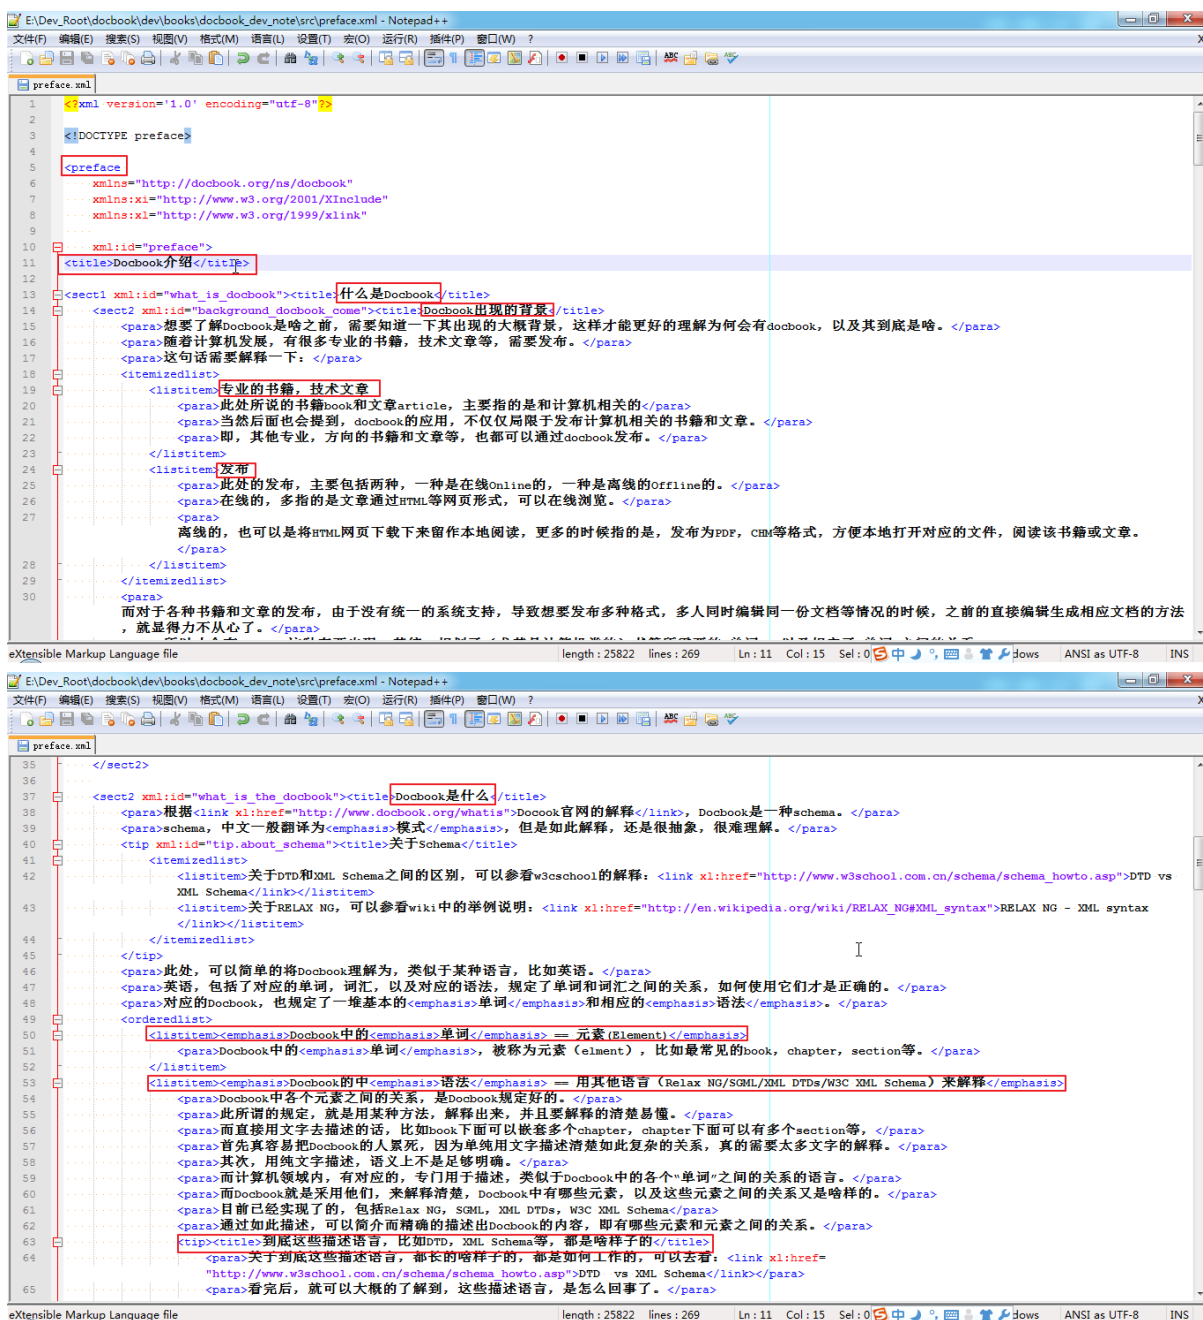 E:\Dev_Root\docbook\dev\books\docbook_dev_note\src\preface.xml - Notepad++
文件(F) 编辑(E) 搜索(S) 视图(V) 格式(M) 语言(L) 设置(T) 宏(O) 运行(R) 插件(P) 窗口(W) ? X
preface.xml
1 <?xml version='1.0' encoding="utf-8"?>
2
3 <!DOCTYPE preface>
4
5 <preface
6 xmlns="http://docbook.org/ns/docbook"
7 xmlns:xi="http://www.w3.org/2001/XInclude"
8 xmlns:xl="http://www.w3.org/1999/xlink"
9
10 xml:id="preface">
11 <title>Docbook介绍</title>
12
13 <sect1 xml:id="what_is_docbook"><title>什么是Docbook</title>
14 <sect2 xml:id="background_docbook_come"><title>Docbook出现的背景</title>
15 <para>想要了解Docbook是啥之前，需要知道一下其出现的大概背景，这样才能更好的理解为何会有docbook，以及其到底是啥。</para>
16 <para>随着计算机发展，有很多专业的书籍，技术文章等，需要发布。</para>
17 <para>这句话需要解释一下：</para>
18 <itemizedlist>
19 <listitem>专业的书籍，技术文章
20 <para>此处所说的书籍book和文章article，主要指的是和计算机相关的</para>
21 <para>当然后面也会提到，docbook的应用，不仅仅局限于发布计算机相关的书籍和文章。</para>
22 <para>即，其他专业，方向的书籍和文章等，也都可以通过docbook发布。</para>
23 </listitem>
24 <listitem>发布
25 <para>此处的发布，主要包括两种，一种是在线Online的，一种是离线的Offline的。</para>
26 <para>在线的，多指的是文章通过HTML等网页形式，可以在线浏览。</para>
27 <para>
离线的，也可以是将HTML网页下载下来留作本地阅读，更多的时候指的是，发布为PDF，CHM等格式，方便本地打开对应的文件，阅读该书籍或文章。
</para>
28 </listitem>
29 </itemizedlist>
30 <para>
而对于各种书籍和文章的发布，由于没有统一的系统支持，导致想要发布多种格式，多人同时编辑同一份文档等情况的时候，之前的直接编辑生成相应文档的方法
，就显得力不从心了。</para>
eXtensible Markup Language file length : 25822 lines : 269 Ln : 11 Col : 15 Sel : 0 中 dows ANSI as UTF-8 INS
E:\Dev_Root\docbook\dev\books\docbook_dev_note\src\preface.xml - Notepad++
文件(F) 编辑(E) 搜索(S) 视图(V) 格式(M) 语言(L) 设置(T) 宏(O) 运行(R) 插件(P) 窗口(W) ? X
preface.xml
35 </sect2>
36
37 <sect2 xml:id="what_is_the_docbook"><title>Docbook是什么</title>
38 <para>根据<link xl:href="http://www.docbook.org/whatis">Docook官网的解释</link>，Docbook是一种schema。</para>
39 <para>schema，中文一般翻译为<emphasis>模式</emphasis>，但是如此解释，还是很抽象，很难理解。</para>
40 <tip xml:id="tip.about_schema"><title>关于Schema</title>
41 <itemizedlist>
42 <listitem>关于DTD和XML Schema之间的区别，可以参看w3cschool的解释：<link xl:href="http://www.w3school.com.cn/schema/schema_howto.asp">DTD vs
XML Schema</link></listitem>
43 <listitem>关于RELAX NG，可以参看wiki中的举例说明：<link xl:href="http://en.wikipedia.org/wiki/RELAX_NG#XML_syntax">RELAX NG - XML syntax
</link></listitem>
44 </itemizedlist>
45 </tip>
46 <para>此处，可以简单的将Docbook理解为，类似于某种语言，比如英语。</para>
47 <para>英语，包括了对应的单词，词汇，以及对应的语法，规定了单词和词汇之间的关系，如何使用它们才是正确的。</para>
48 <para>对应的Docbook，也规定了一堆基本的<emphasis>单词</emphasis>和相应的<emphasis>语法</emphasis>。</para>
49 <orderedlist>
50 <listitem><emphasis>Docbook中的<emphasis>单词</emphasis> == 元素(Element)</emphasis>
51 <para>Docbook中的<emphasis>单词</emphasis>，被称为元素（elment），比如最常见的book, chapter, section等。</para>
52 </listitem>
53 <listitem><emphasis>Docbook的中<emphasis>语法</emphasis> == 用其他语言（Relax NG/SGML/XML DTDs/W3C XML Schema）来解释</emphasis>
54 <para>Docbook中各个元素之间的关系，是Docbook规定好的。</para>
55 <para>此所谓的规定，就是用某种方法，解释出来，并且要解释的清楚易懂。</para>
56 <para>而直接用文字去描述的话，比如book下面可以嵌套多个chapter，chapter下面可以有多个section等，</para>
57 <para>首先真容易把Docbook的人累死，因为单纯用文字描述清楚如此复杂的关系，真的需要太多文字的解释。</para>
58 <para>其次，用纯文字描述，语义上不是足够明确。</para>
59 <para>而计算机领域内，有对应的，专门用于描述，类似于Docbook中的各个“单词”之间的关系的语言。</para>
60 <para>而Docbook就是采用他们，来解释清楚，Docbook中有哪些元素，以及这些元素之间的关系又是啥样的。</para>
61 <para>目前已经实现了的，包括Relax NG, SGML, XML DTDs, W3C XML Schema</para>
62 <para>通过如此描述，可以简介而精确的描述出Docbook的内容，即有哪些元素和元素之间的关系。</para>
63 <tip><title>到底这些描述语言，比如DTD，XML Schema等，都是啥样子的</title>
64 <para>关于到底这些描述语言，都长的啥样子的，都是如何工作的，可以去看：<link xl:href=
"http://www.w3school.com.cn/schema/schema_howto.asp">DTD vs XML Schema</link></para>
65 <para>看完后，就可以大概的了解到，这些描述语言，是怎么回事了。</para>
eXtensible Markup Language file length : 25822 lines : 269 Ln : 11 Col : 15 Sel : 0 中 dows ANSI as UTF-8 INS